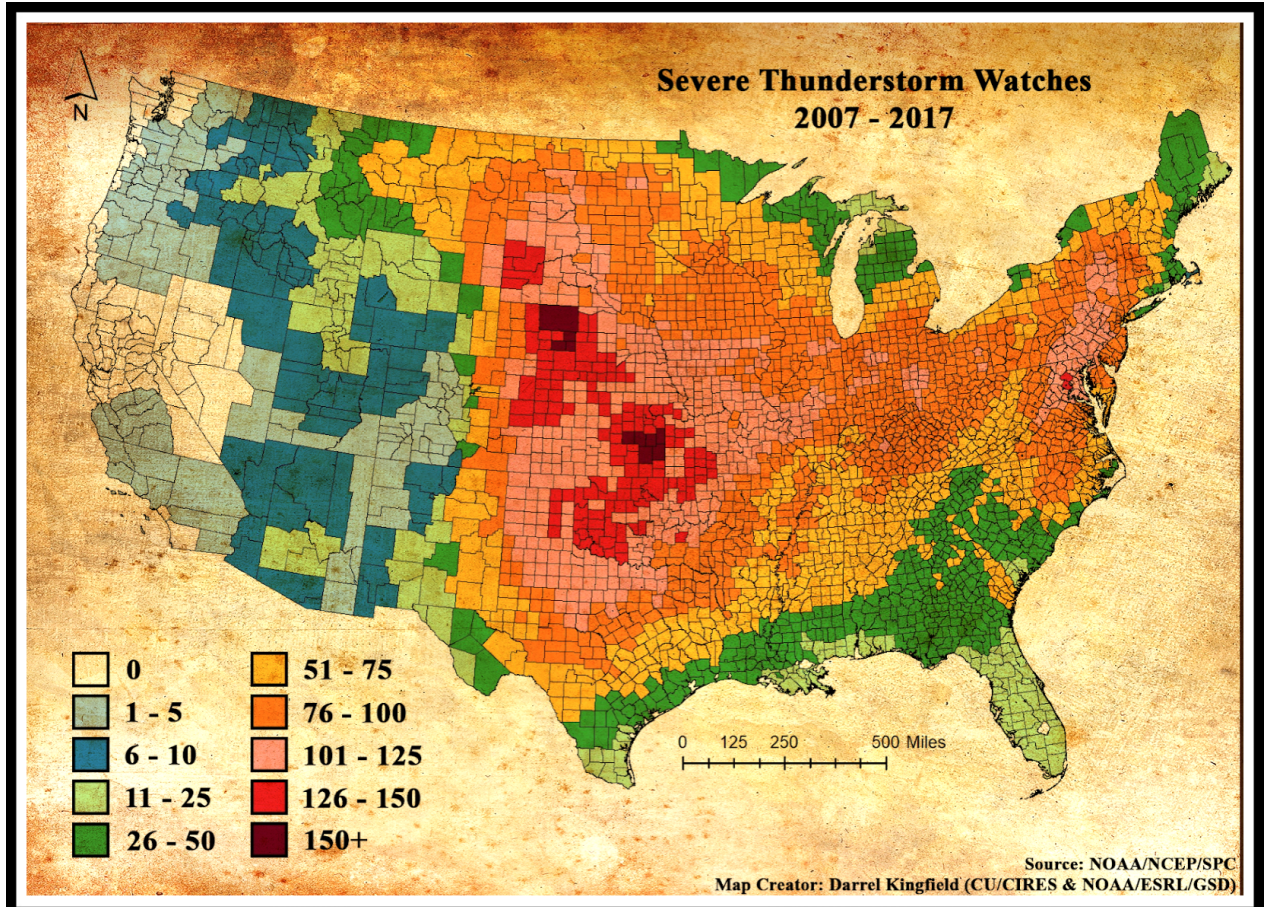 Severe Thunderstorm Watches
2007 - 2017
N
0
1 - 5
6 - 10
11 - 25
26 - 50
51 - 75
76 - 100
101 - 125
126 - 150
150+
0 125 250 500 Miles
Source: NOAA/NCEP/SPC
Map Creator: Darrel Kingfield (CU/CIRES & NOAA/ESRL/GSD)